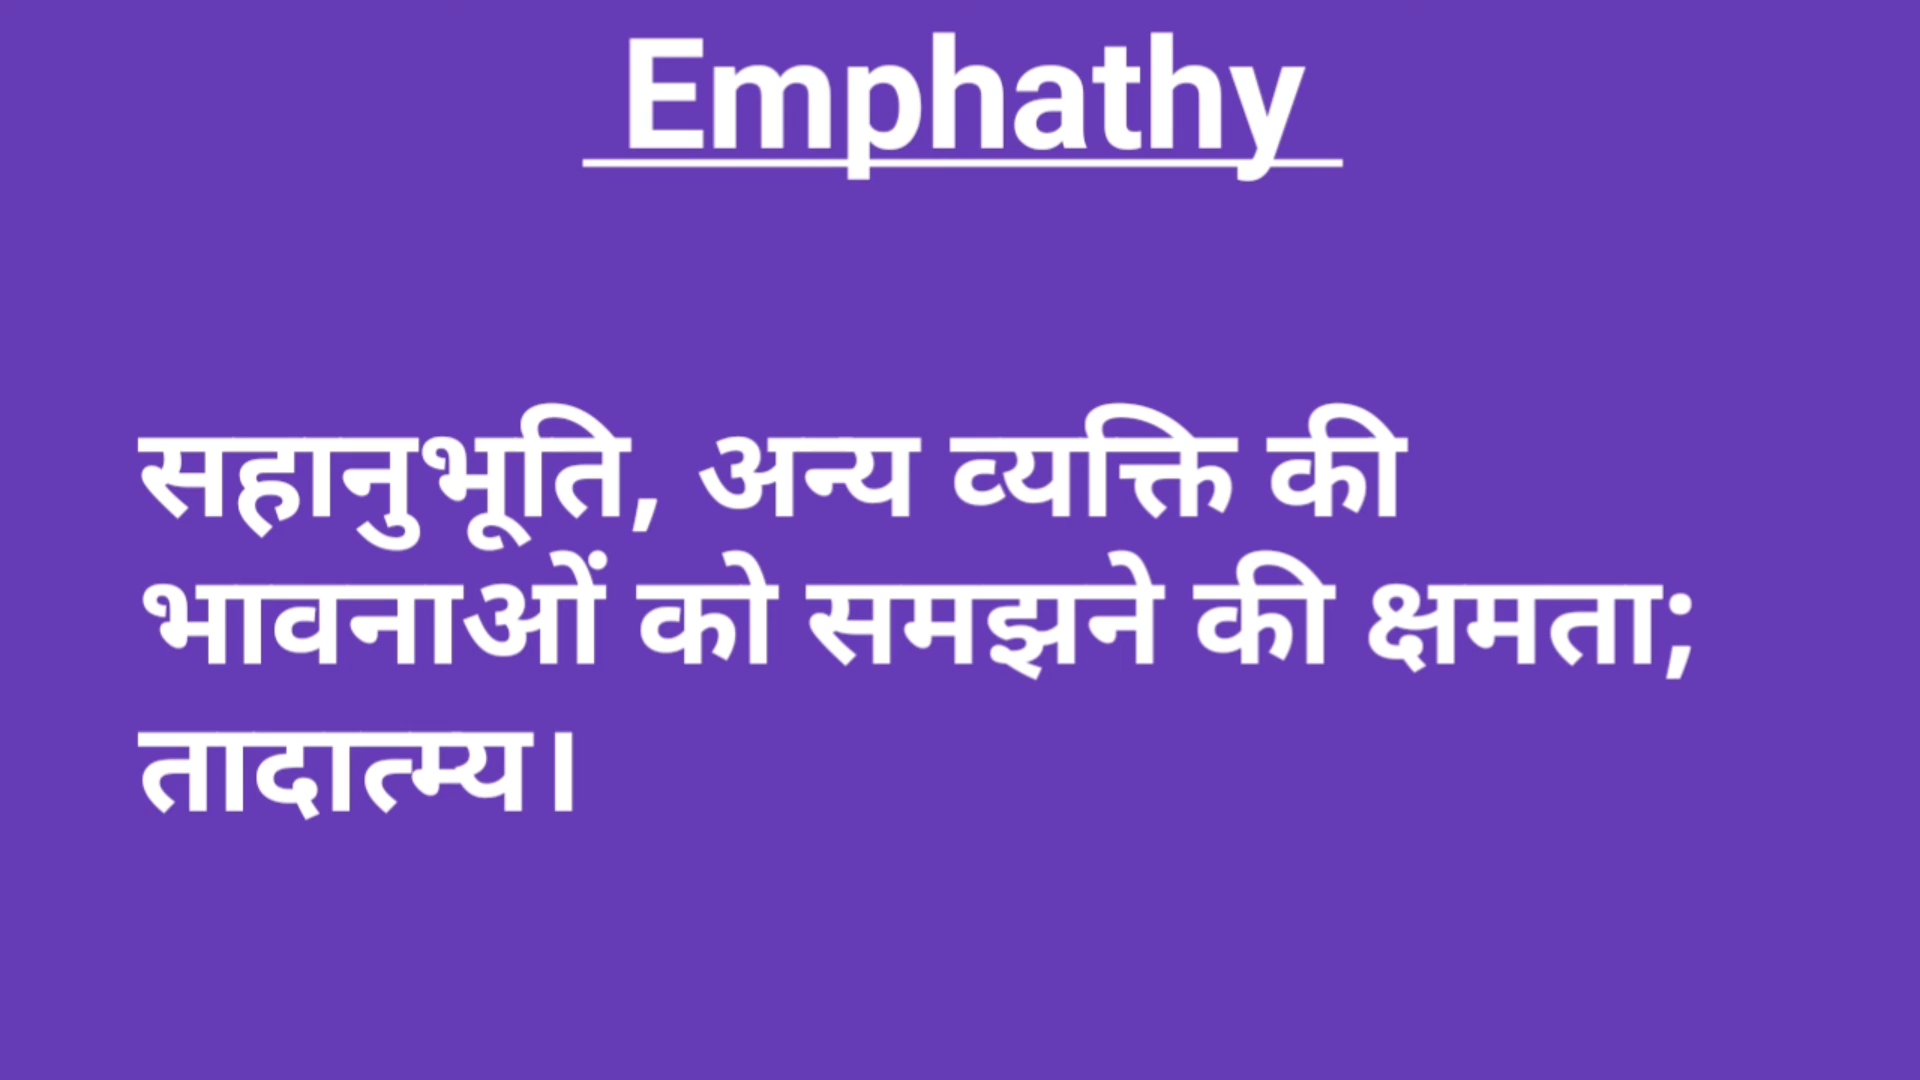 Emphathy
सहानुभूति, अन्य व्यक्ति की
भावनाओं को समझने की क्षमता;
तादात्म्य।